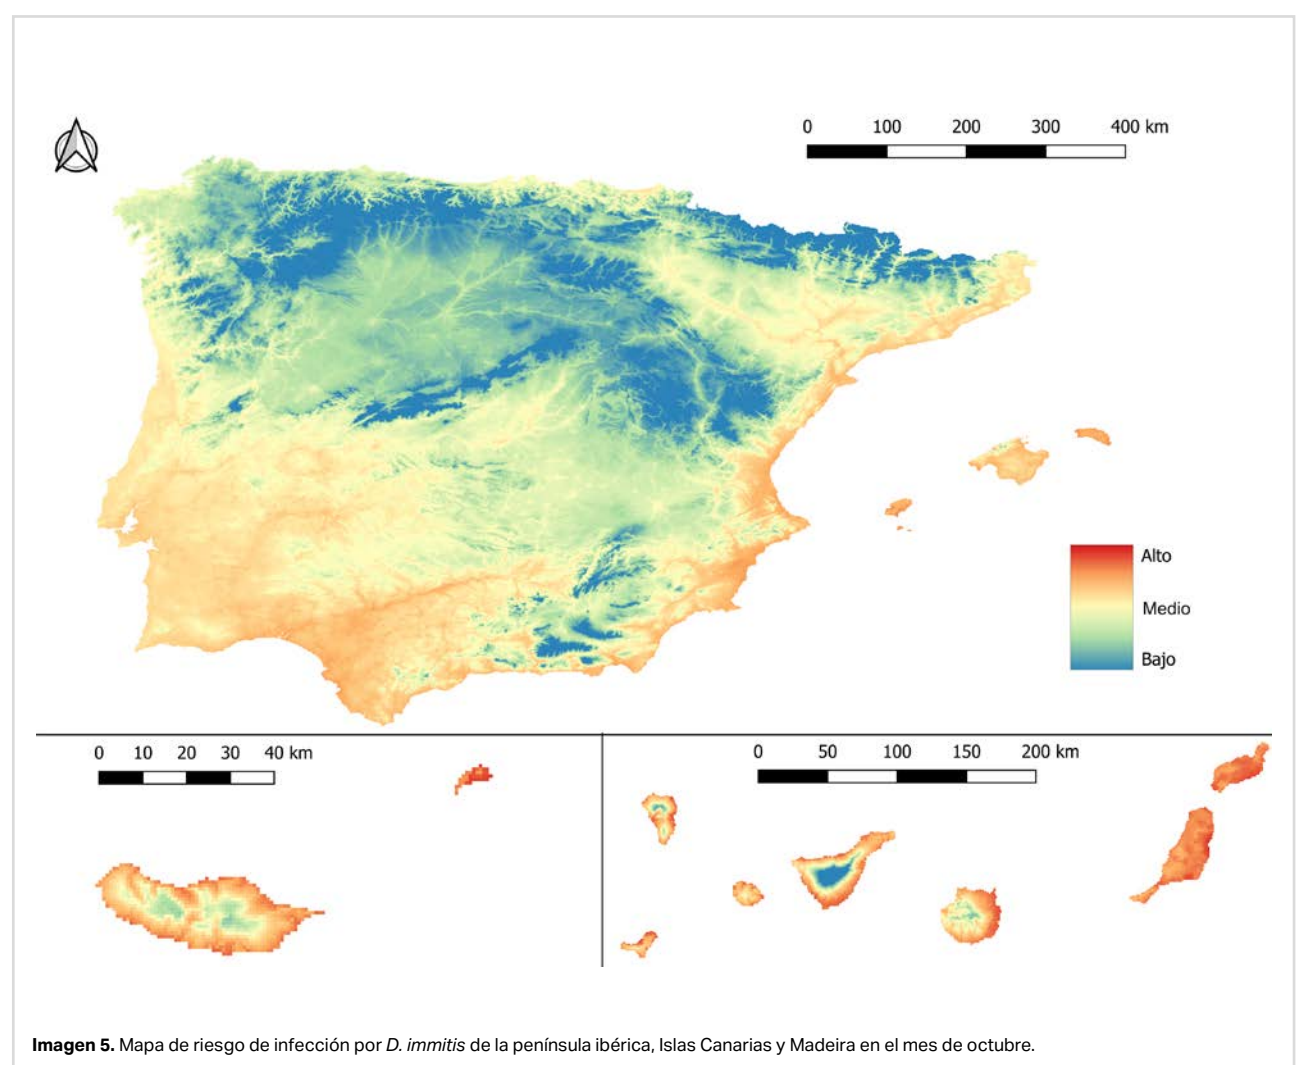 0 100 200 300 400 km
Alto
Medio
Bajo
0 10 20 30 40 km
0 50 100 150 200 km
Imagen 5. Mapa de riesgo de infección por D. immitis de la península ibérica, Islas Canarias y Madeira en el mes de octubre.